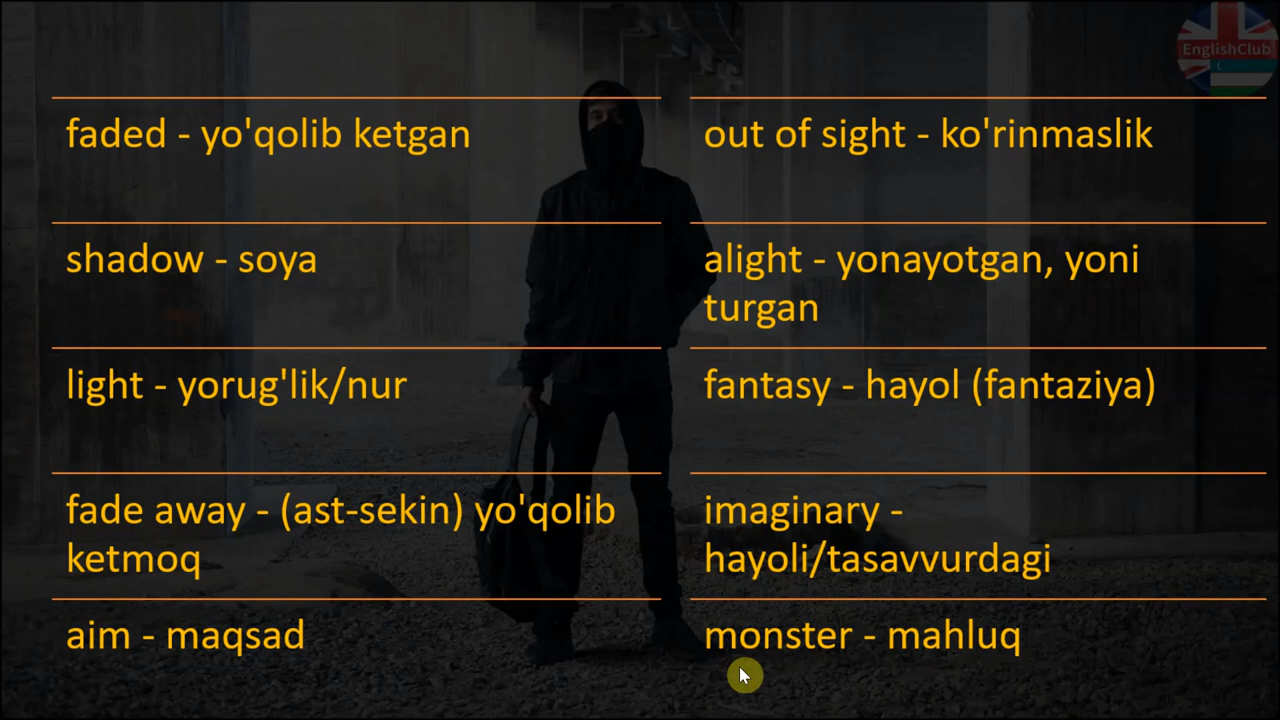 EnglishClub
faded - yo'qolib ketgan
shadow - soya
light - yorug'lik/nur
fade away - (ast-sekin) yo'qolib
ketmoq
aim - maqsad
out of sight - ko'rinmaslik
alight - yonayotgan, yoni
turgan
fantasy - hayol (fantaziya)
imaginary -
hayoli/tasavvurdagi
monster - mahluq